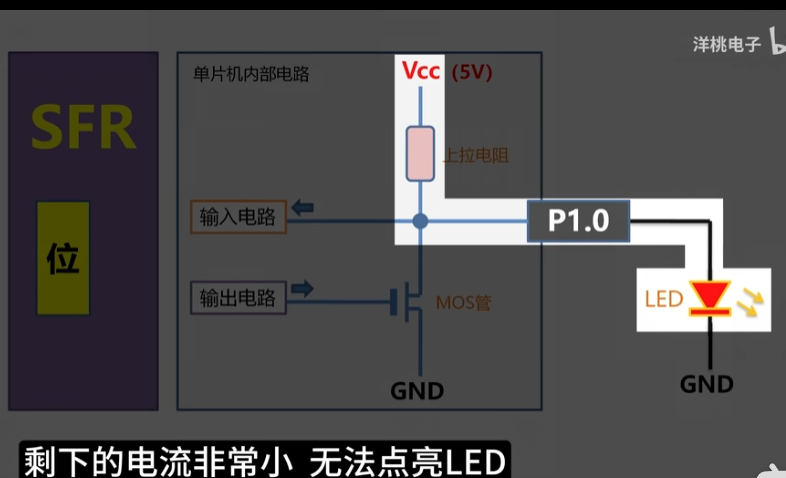 洋桃电子
单片机内部电路
Vcc (5V)
SFR
上拉电阻
输入电路
P1.0
位
输出电路
MOS管
LED
GND
GND
剩下的电流非常小 无法点亮LED